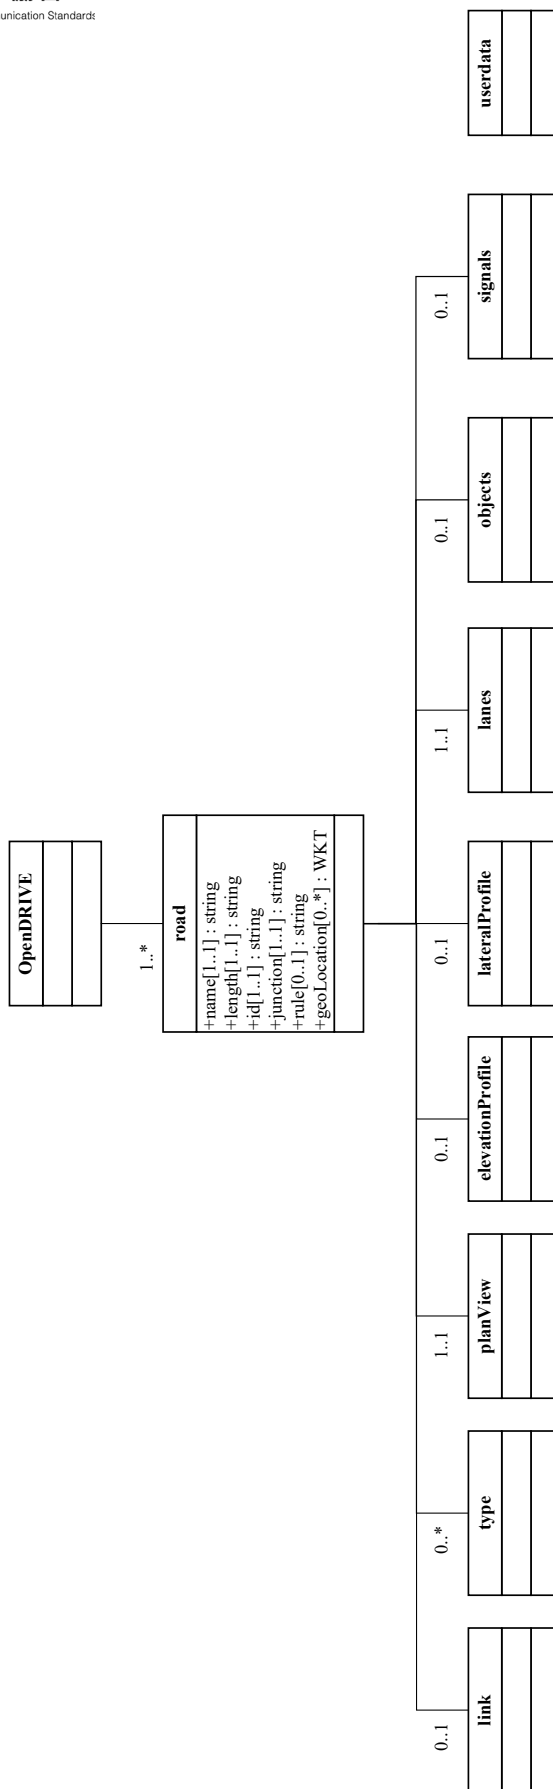 unication Standards
OpenDRIVE
1..*
road
+name[1..1] : string
+length[1..1] : string
+id[1..1] : string
+junction[1..1] : string
+rule[0..1] : string
+geoLocation[0..*] : WKT
0..1
link
0..*
type
1..1
planView
0..1
elevationProfile
0..1
lateralProfile
1..1
lanes
0..1
objects
0..1
signals
userdata